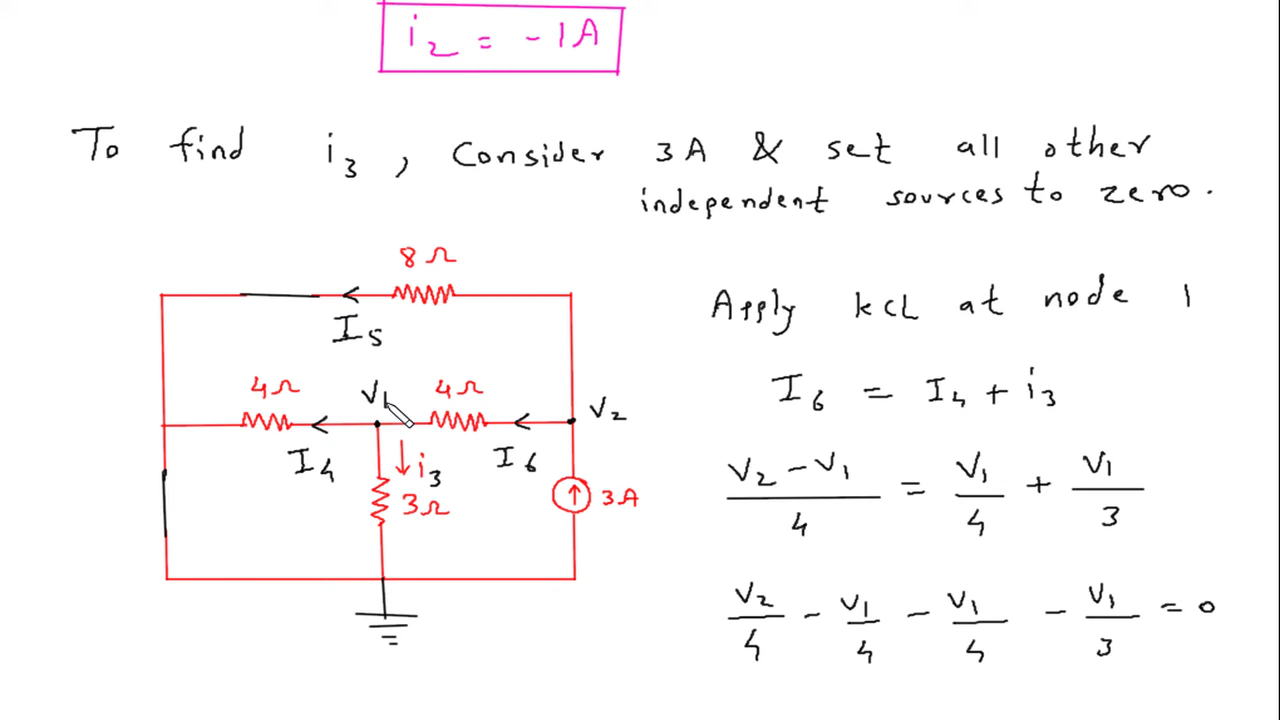 i2 = -1A
To find i3, Consider 3A & set all other
independent sources to zero.
8Ω
I5
4Ω
V1
4Ω
V2
I4
i3
I6
3Ω
3A
Apply KCL at node 1
I6 = I4 + i3
(V2 - V1)/4 = V1/4 + V1/3
V2/4 - V1/4 - V1/4 - V1/3 = 0